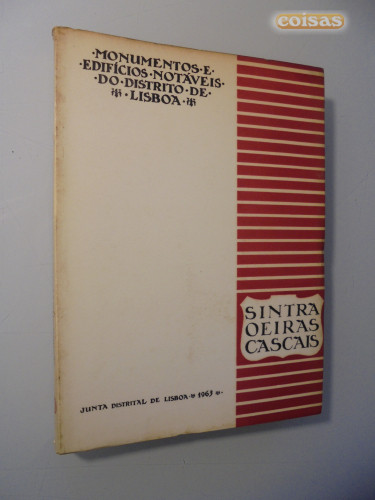 coisas
·MONUMENTOS·E·
·EDIFÍCIOS·NOTÁVEIS·
·DO·DISTRITO·DE·
·LISBOA·
SINTRA
OEIRAS
CASCAIS
JUNTA DISTRITAL DE LISBOA · 1963 ·